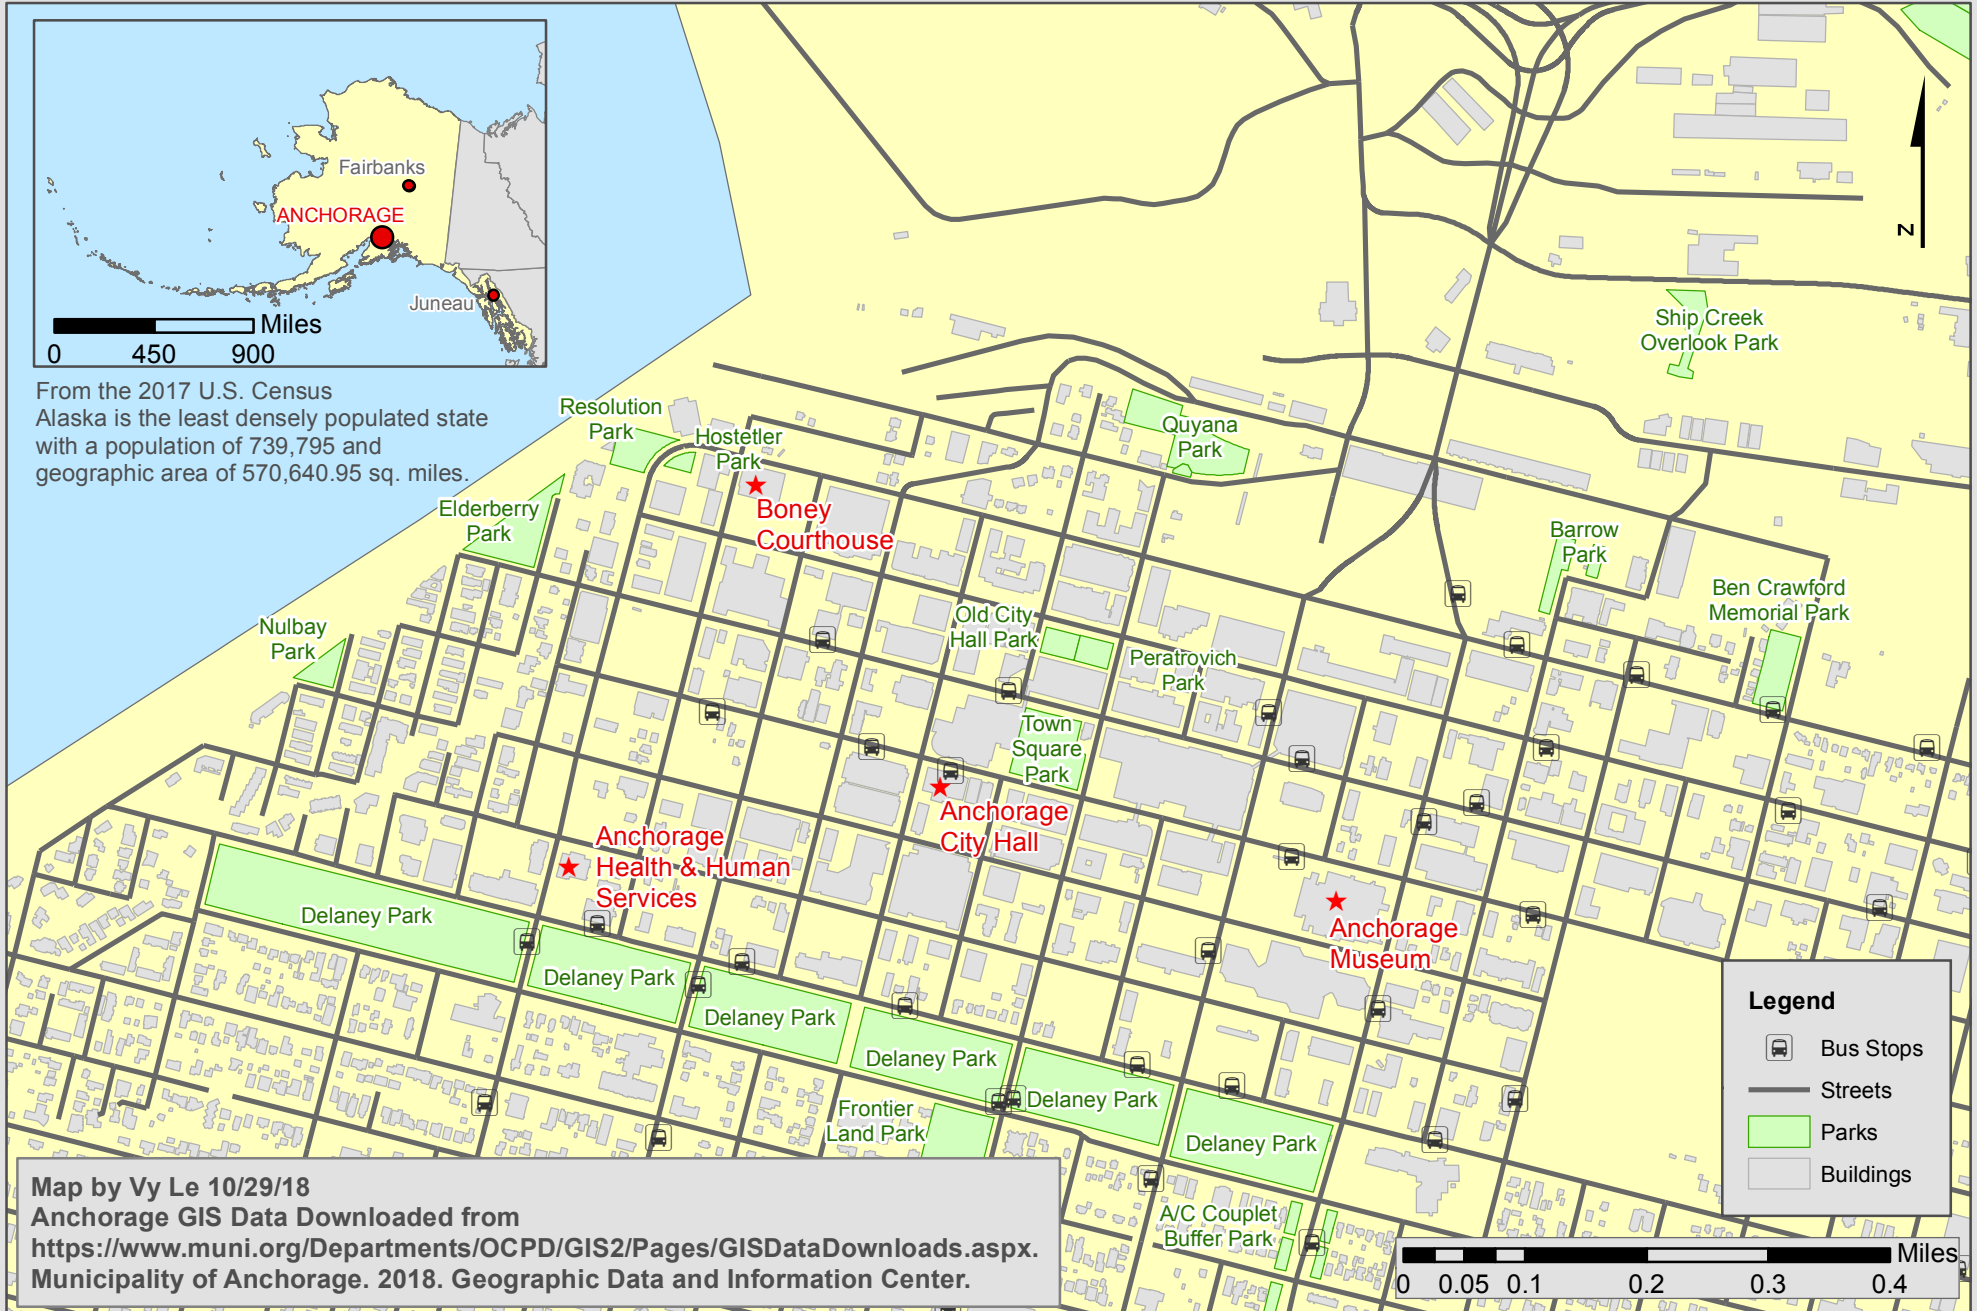 Fairbanks
ANCHORAGE
Juneau
Miles
0 450 900
From the 2017 U.S. Census
Alaska is the least densely populated state
with a population of 739,795 and
geographic area of 570,640.95 sq. miles.
N
Ship Creek
Overlook Park
Resolution
Park
Hostetler
Park
Quyana
Park
Boney
Courthouse
Elderberry
Park
Barrow
Park
Ben Crawford
Memorial Park
Nulbay
Park
Old City
Hall Park
Peratrovich
Park
Town
Square
Park
Anchorage
City Hall
Anchorage
Health & Human
Services
Anchorage
Museum
Delaney Park
Delaney Park
Delaney Park
Delaney Park
Delaney Park
Delaney Park
Frontier
Land Park
A/C Couplet
Buffer Park
Legend
Bus Stops
Streets
Parks
Buildings
Map by Vy Le 10/29/18
Anchorage GIS Data Downloaded from
https://www.muni.org/Departments/OCPD/GIS2/Pages/GISDataDownloads.aspx.
Municipality of Anchorage. 2018. Geographic Data and Information Center.
Miles
0 0.05 0.1 0.2 0.3 0.4